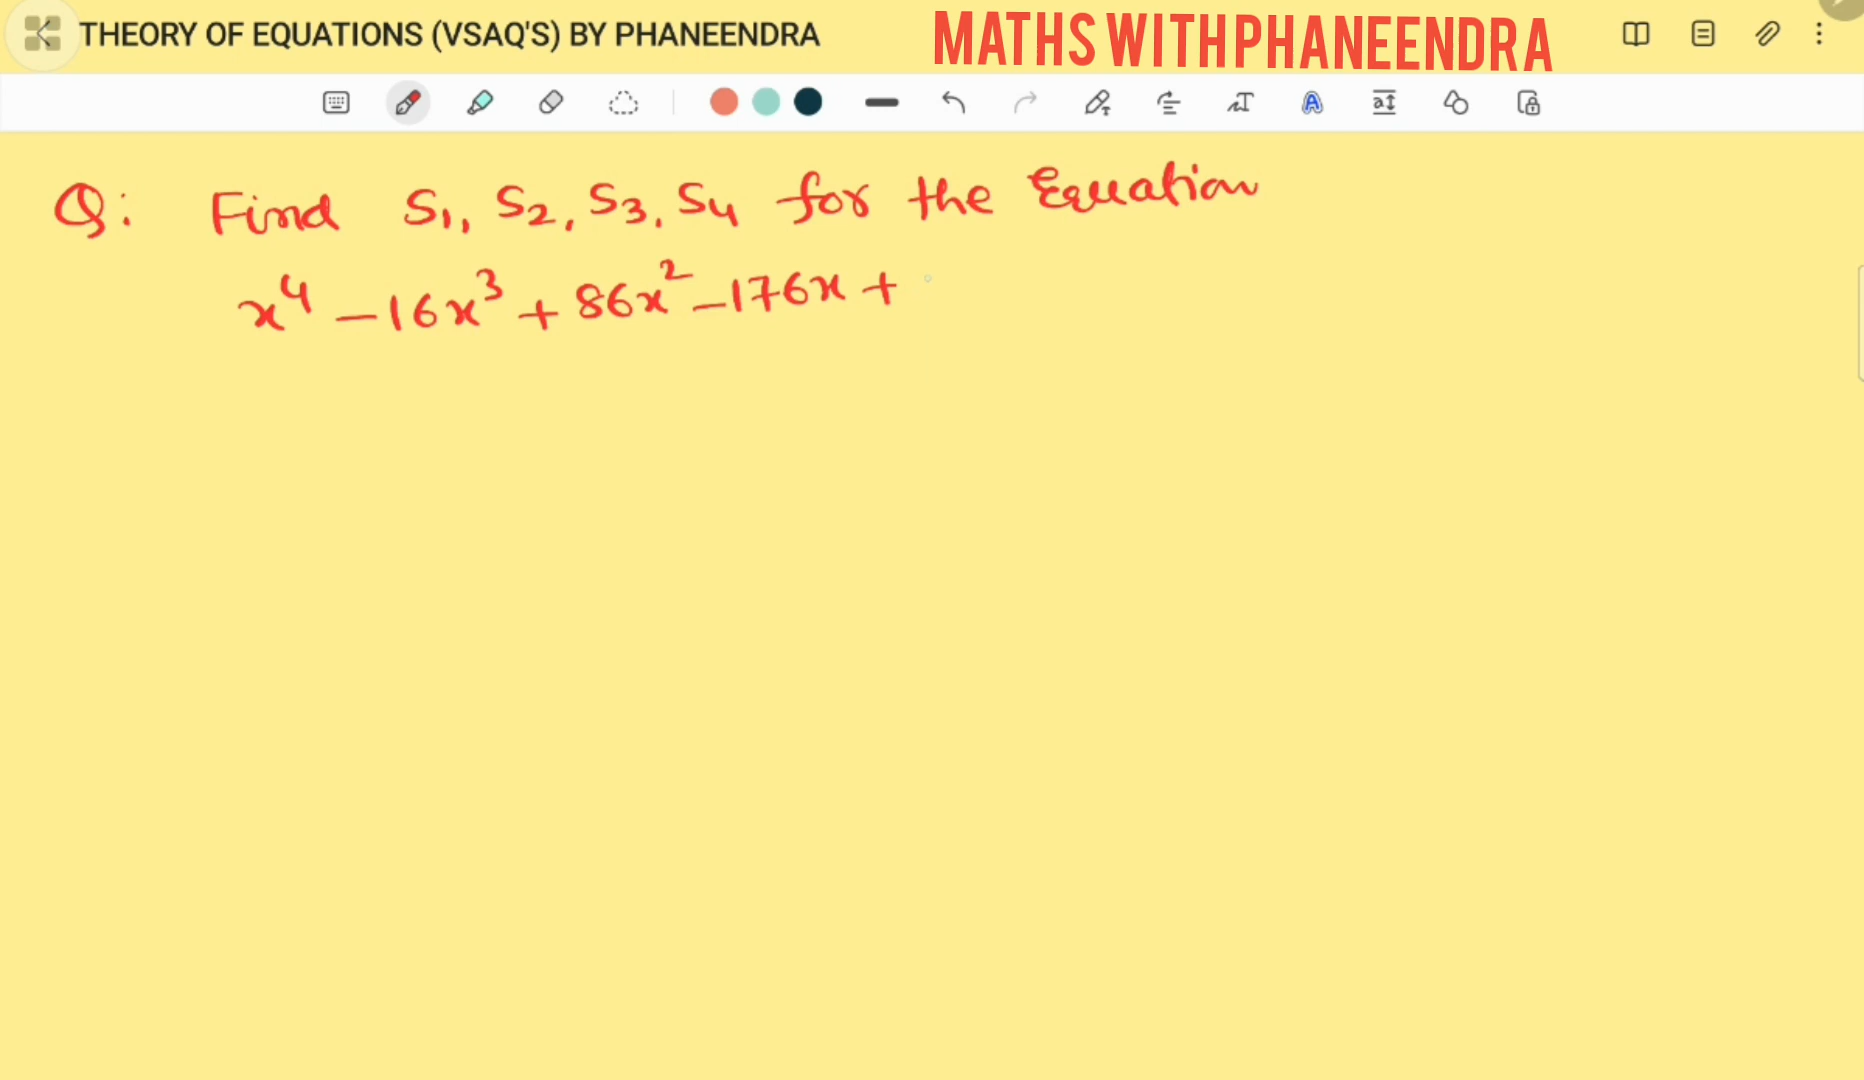 THEORY OF EQUATIONS (VSAQ'S) BY PHANEENDRA
MATHS WITH PHANEENDRA
Q: Find S₁, S₂, S₃, S₄ for the Equation
x⁴ – 16x³ + 86x² – 176x +